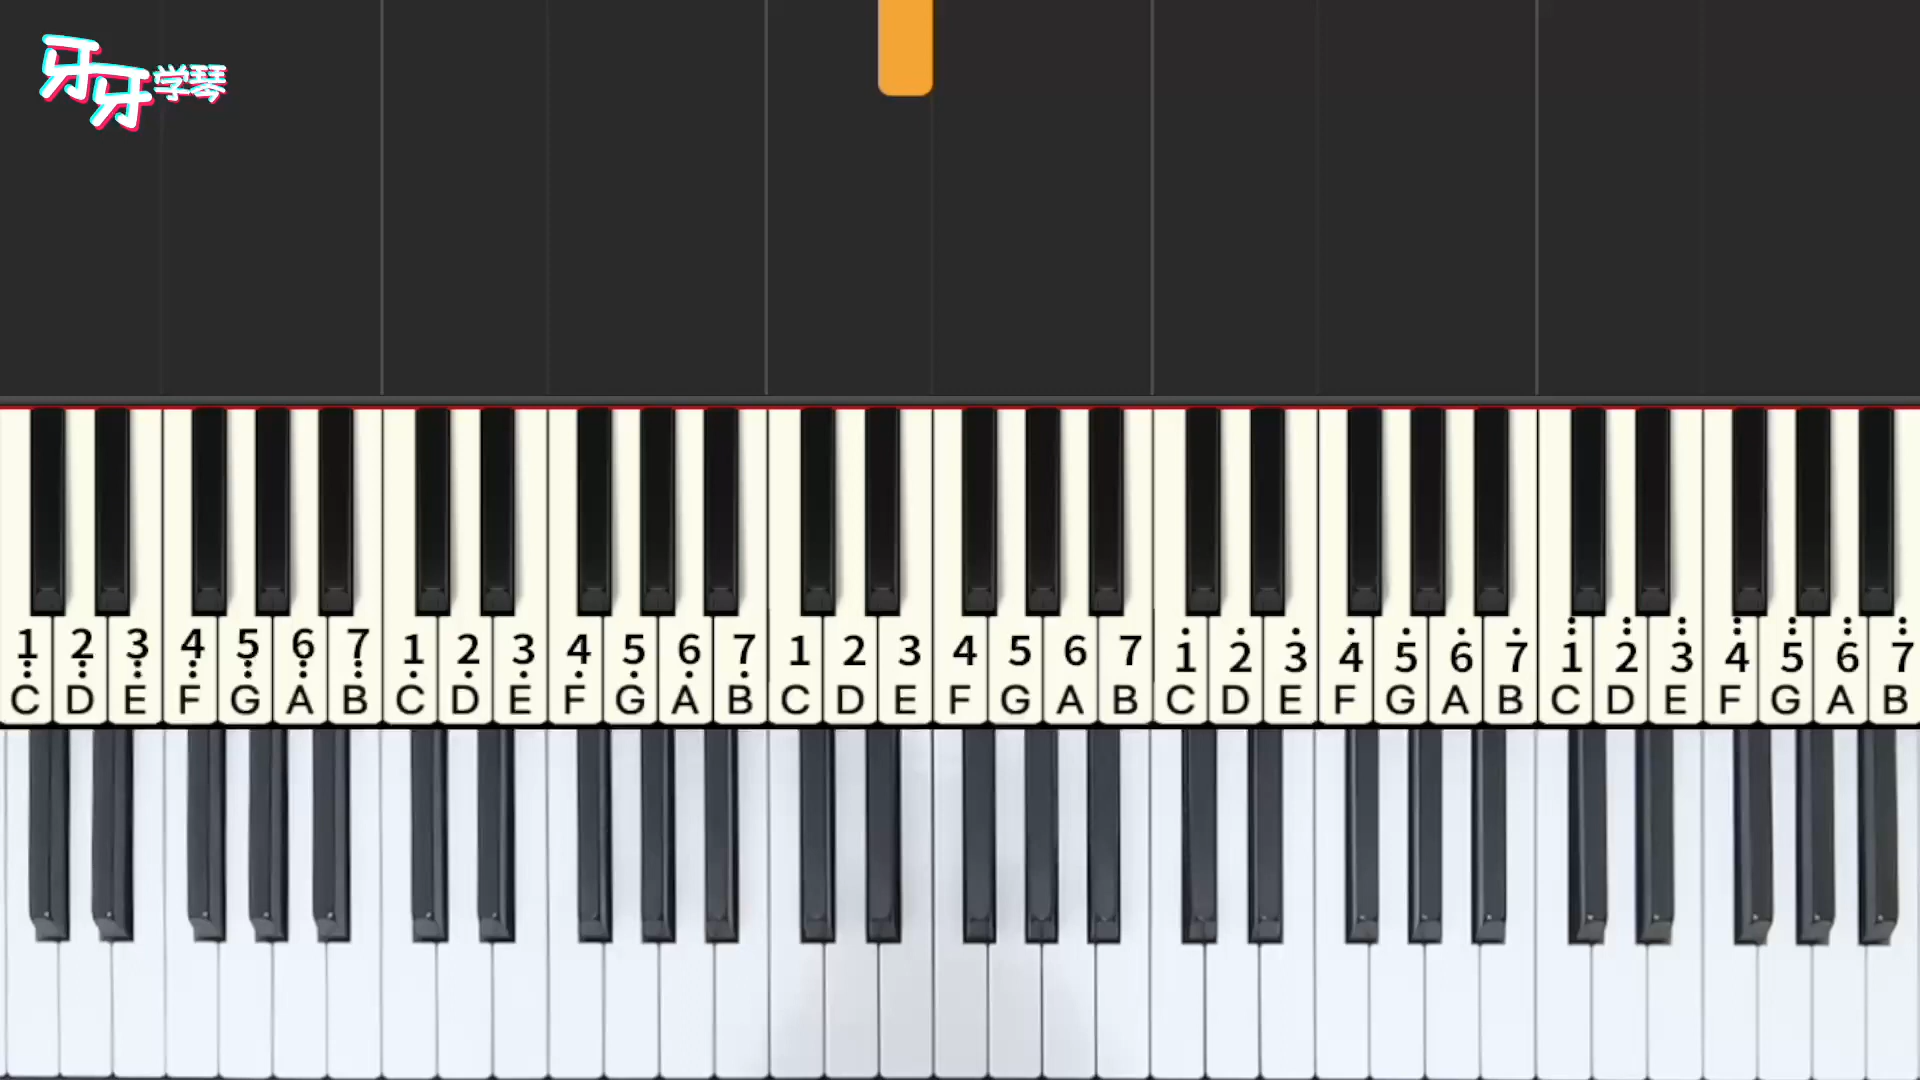 牙牙学琴
1 2 3 4 5 6 7 1 2 3 4 5 6 7 1 2 3 4 5 6 7 1 2 3 4 5 6 7 1 2 3 4 5 6 7
C D E F G A B C D E F G A B C D E F G A B C D E F G A B C D E F G A B